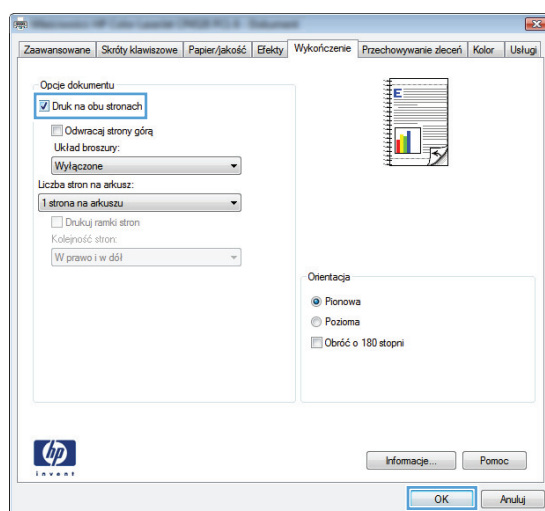 Zaawansowane Skróty klawiszowe Papier/jakość Efekty Wykończenie Przechowywanie zleceń Kolor Usługi
Opcje dokumentu
Druk na obu stronach
Odwracaj strony górą
Układ broszury:
Wyłączone
Liczba stron na arkusz:
1 strona na arkuszu
Drukuj ramki stron
Kolejność stron:
W prawo i w dół
E
Orientacja
Pionowa
Pozioma
Obróć o 180 stopni
hp
invent
Informacje... Pomoc
OK Anuluj